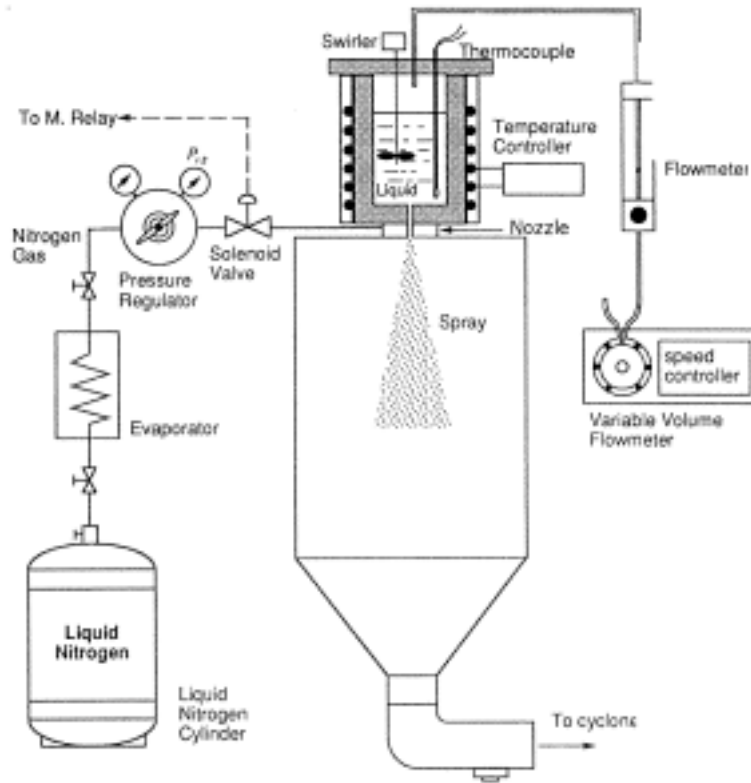 Swirler
Thermocouple
To M. Relay
Temperature
Controller
Liquid
Flowmeter
Nitrogen
Gas
Solenoid
Valve
Nozzle
Pressure
Regulator
Spray
speed
controller
Evaporator
Variable Volume
Flowmeter
Liquid
Nitrogen
Liquid
Nitrogen
Cylinder
To cyclone